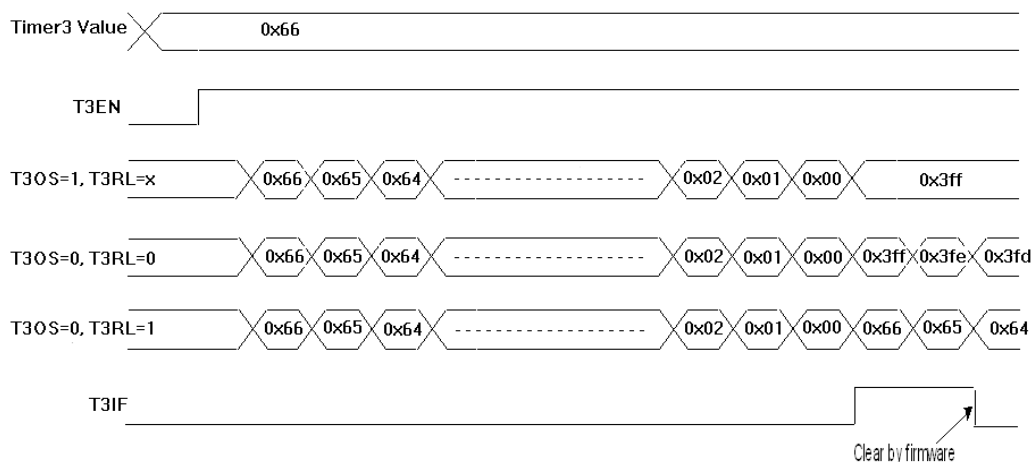 Timer3 Value 0x66
T3EN
T3OS=1, T3RL=x 0x66 0x65 0x64 0x02 0x01 0x00 0x3ff
T3OS=0, T3RL=0 0x66 0x65 0x64 0x02 0x01 0x00 0x3ff 0x3fe 0x3fd
T3OS=0, T3RL=1 0x66 0x65 0x64 0x02 0x01 0x00 0x66 0x65 0x64
T3IF
Clear by firmware